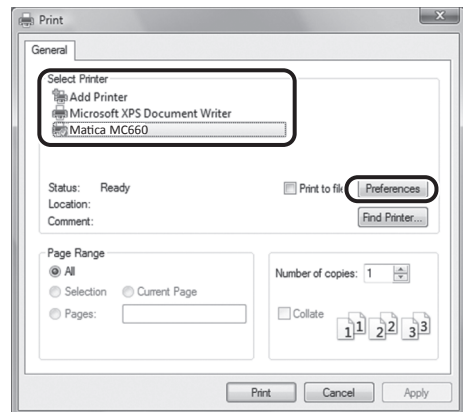 Print
General
Select Printer
Add Printer
Microsoft XPS Document Writer
Matica MC660
Status: Ready
Print to file
Preferences
Location:
Comment:
Find Printer...
Page Range
All
Selection
Current Page
Pages:
Number of copies: 1
Collate
1 1 2 2 3 3
Print
Cancel
Apply